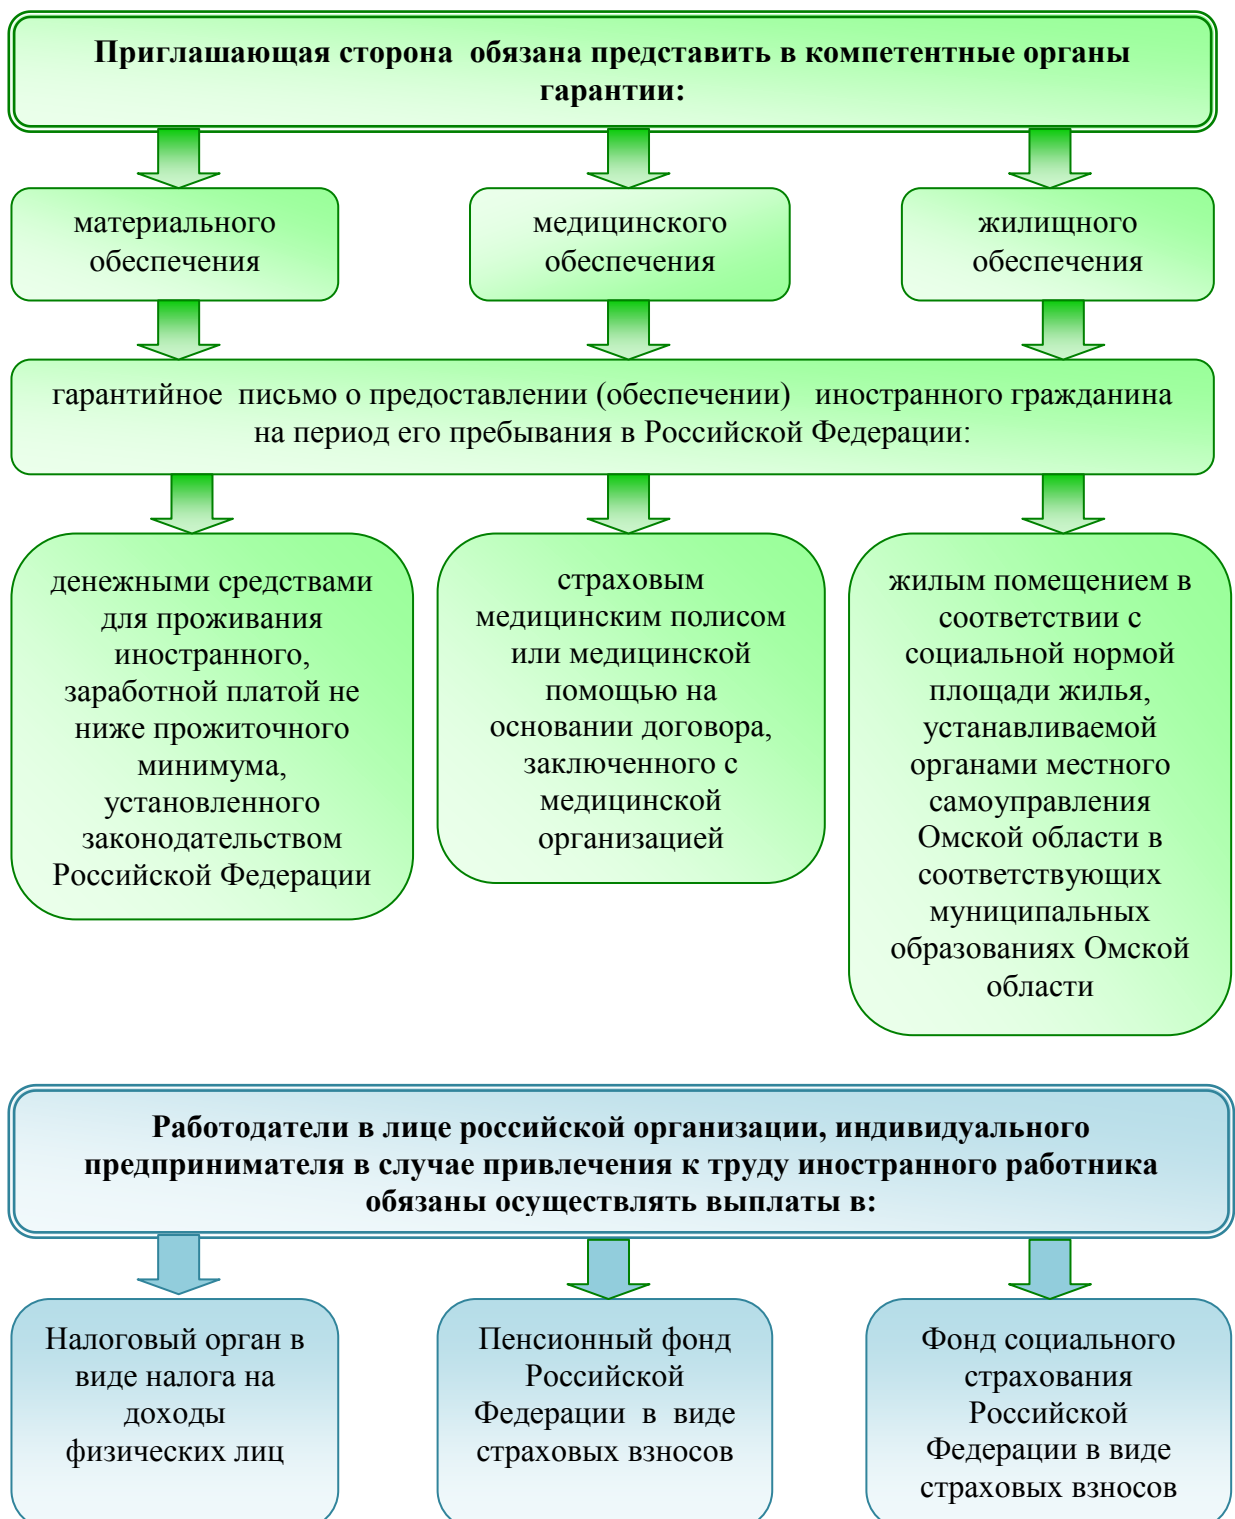 Приглашающая сторона обязана представить в компетентные органы
гарантии:
материального
обеспечения
медицинского
обеспечения
жилищного
обеспечения
гарантийное письмо о предоставлении (обеспечении) иностранного гражданина
на период его пребывания в Российской Федерации:
денежными средствами
для проживания
иностранного,
заработной платой не
ниже прожиточного
минимума,
установленного
законодательством
Российской Федерации
страховым
медицинским полисом
или медицинской
помощью на
основании договора,
заключенного с
медицинской
организацией
жилым помещением в
соответствии с
социальной нормой
площади жилья,
устанавливаемой
органами местного
самоуправления
Омской области в
соответствующих
муниципальных
образованиях Омской
области
Работодатели в лице российской организации, индивидуального
предпринимателя в случае привлечения к труду иностранного работника
обязаны осуществлять выплаты в:
Налоговый орган в
виде налога на
доходы
физических лиц
Пенсионный фонд
Российской
Федерации в виде
страховых взносов
Фонд социального
страхования
Российской
Федерации в виде
страховых взносов